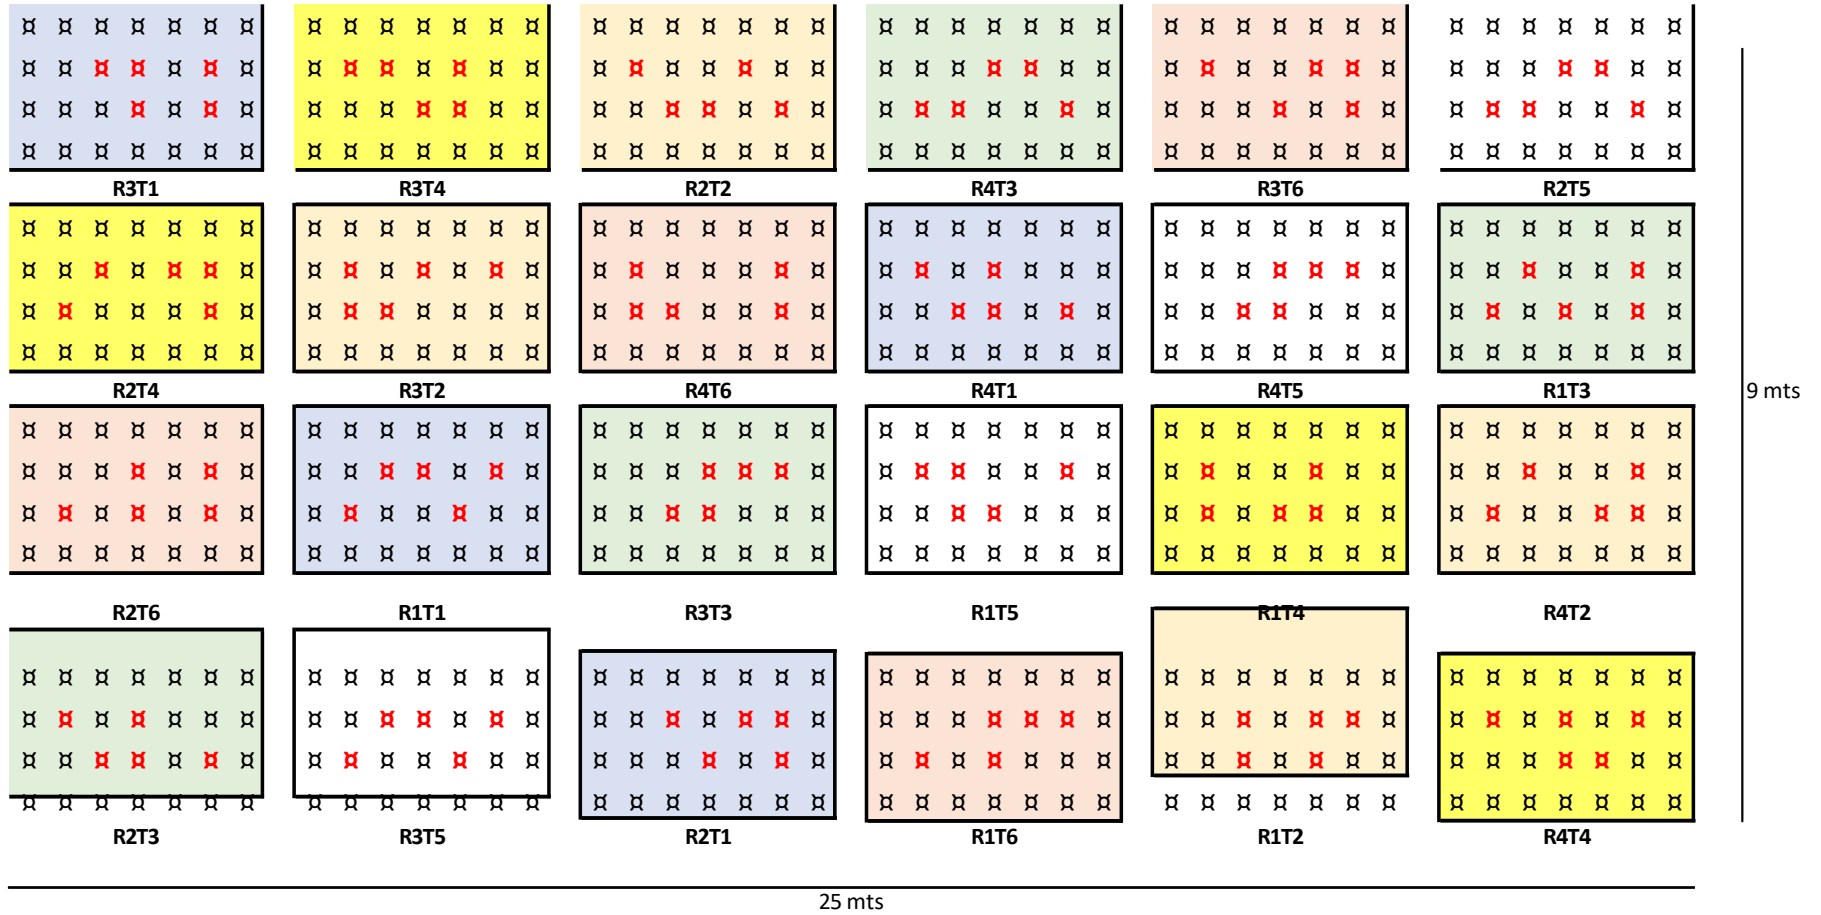 R3T1 R3T4 R2T2 R4T3 R3T6 R2T5
R2T4 R3T2 R4T6 R4T1 R4T5 R1T3
9 mts
R2T6 R1T1 R3T3 R1T5 R1T4 R4T2
R2T3 R3T5 R2T1 R1T6 R1T2 R4T4
25 mts